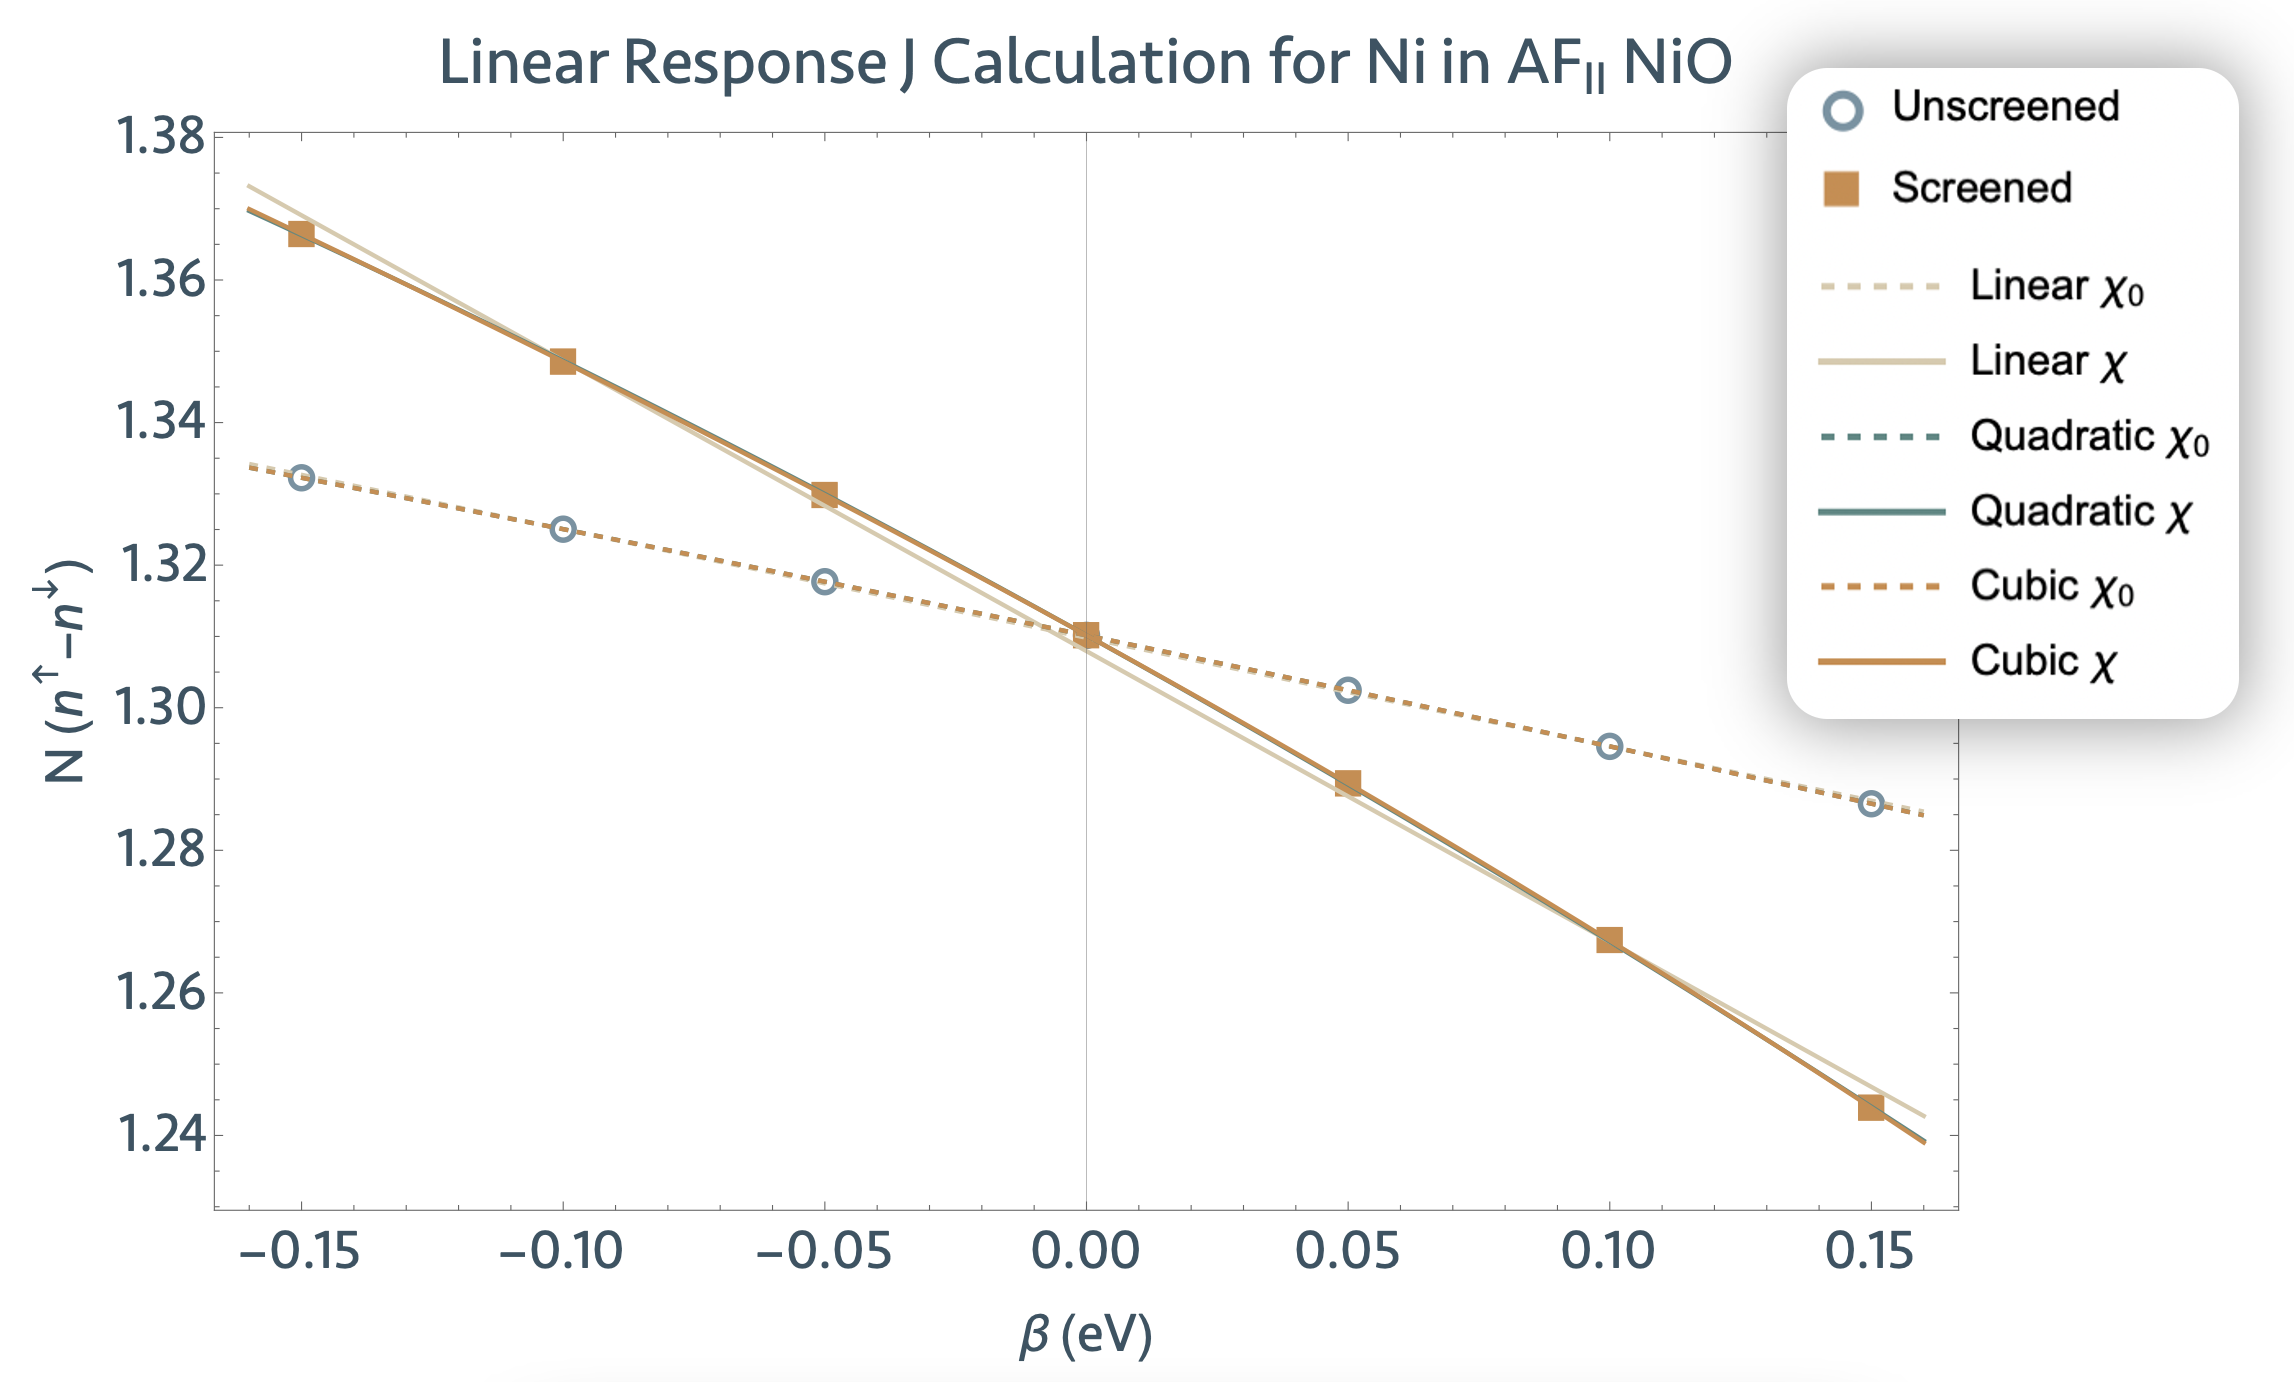 Linear Response J Calculation for Ni in AF_II NiO
Unscreened
Screened
Linear χ₀
Linear χ
Quadratic χ₀
Quadratic χ
Cubic χ₀
Cubic χ
1.38
1.36
1.34
1.32
1.30
1.28
1.26
1.24
N (n↑−n↓)
−0.15 −0.10 −0.05 0.00 0.05 0.10 0.15
β (eV)